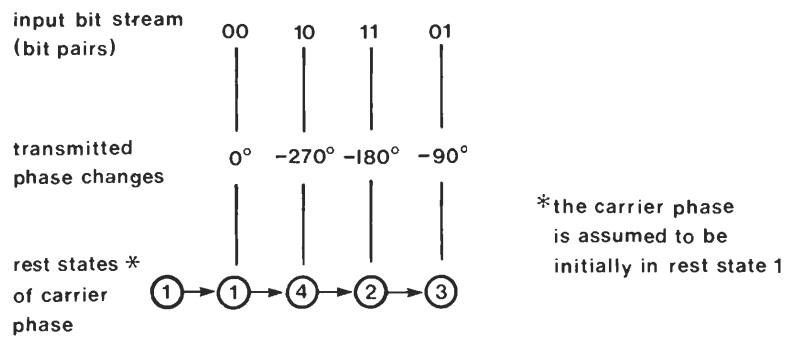 input bit stream
(bit pairs)
00 10 11 01
transmitted
phase changes
0° -270° -180° -90°
*the carrier phase
is assumed to be
initially in rest state 1
rest states *
of carrier
phase
1 1 4 2 3